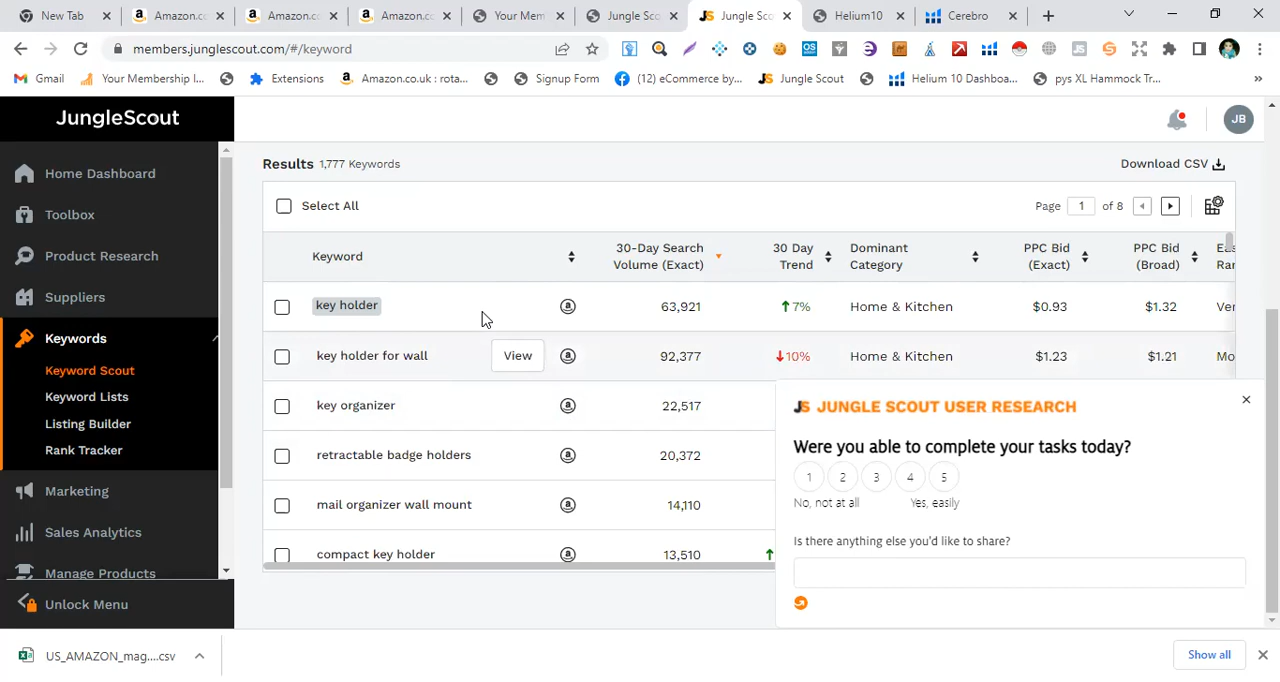 New Tab
Amazon.cc
Amazon.cc
Amazon.cc
Your Mem
Jungle Sc
Jungle Sco
Helium10
Cerebro
members.junglescout.com/#/keyword
Gmail
Your Membership I...
Extensions
Amazon.co.uk : rota...
Signup Form
(12) eCommerce by...
Jungle Scout
Helium 10 Dashboa...
pys XL Hammock Tr...
JungleScout
JB
Home Dashboard
Toolbox
Product Research
Suppliers
Keywords
Keyword Scout
Keyword Lists
Listing Builder
Rank Tracker
Marketing
Sales Analytics
Manage Products
Unlock Menu
Results 1,777 Keywords
Download CSV
Select All
Page 1 of 8
Keyword
30-Day Search Volume (Exact)
30 Day Trend
Dominant Category
PPC Bid (Exact)
PPC Bid (Broad)
Eas
Ran
key holder 63,921 7% Home & Kitchen $0.93 $1.32 Ver
key holder for wall View 92,377 10% Home & Kitchen $1.23 $1.21 Mo
key organizer 22,517
retractable badge holders 20,372
mail organizer wall mount 14,110
compact key holder 13,510
JS JUNGLE SCOUT USER RESEARCH
Were you able to complete your tasks today?
1 2 3 4 5
No, not at all Yes, easily
Is there anything else you'd like to share?
US_AMAZON_mag....csv
Show all